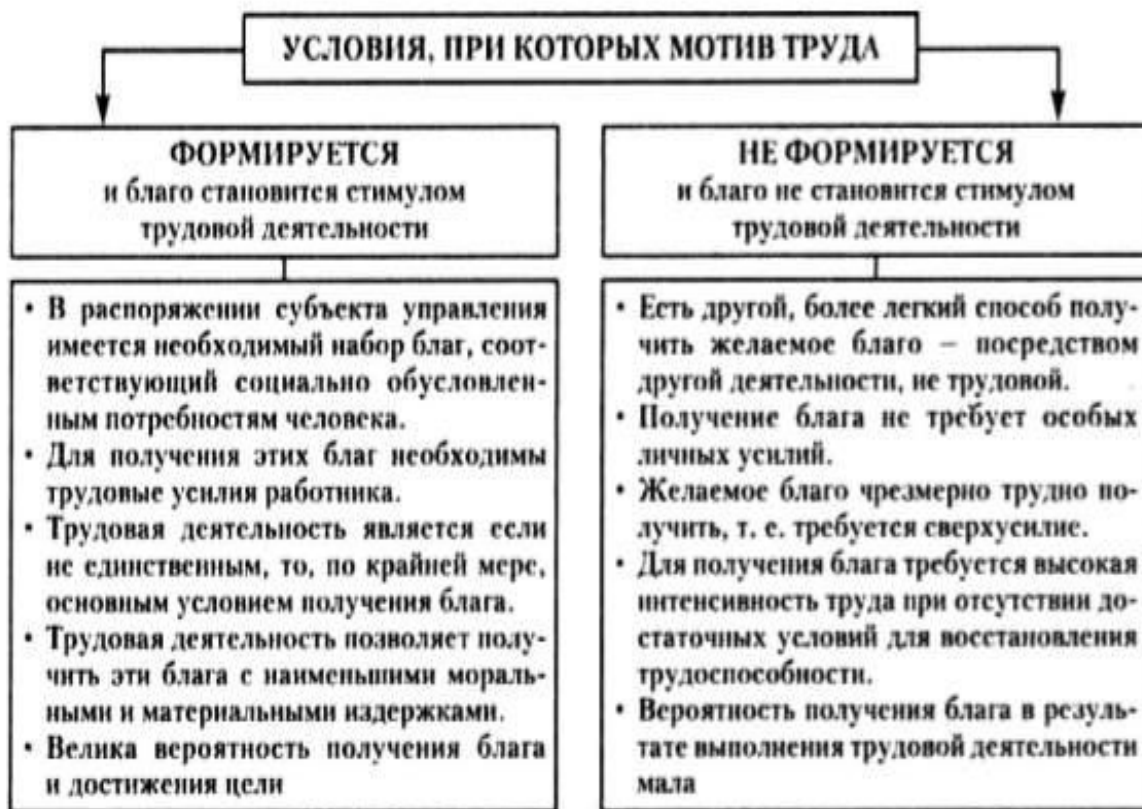 УСЛОВИЯ, ПРИ КОТОРЫХ МОТИВ ТРУДА
ФОРМИРУЕТСЯ
и благо становится стимулом
трудовой деятельности
• В распоряжении субъекта управления
имеется необходимый набор благ, соот-
ветствующий социально обусловлен-
ным потребностям человека.
• Для получения этих благ необходимы
трудовые усилия работника.
• Трудовая деятельность является если
не единственным, то, по крайней мере,
основным условием получения блага.
• Трудовая деятельность позволяет полу-
чить эти блага с наименьшими мораль-
ными и материальными издержками.
• Велика вероятность получения блага
и достижения цели
НЕ ФОРМИРУЕТСЯ
и благо не становится стимулом
трудовой деятельности
• Есть другой, более легкий способ полу-
чить желаемое благо – посредством
другой деятельности, не трудовой.
• Получение блага не требует особых
личных усилий.
• Желаемое благо чрезмерно трудно по-
лучить, т. е. требуется сверхусилие.
• Для получения блага требуется высокая
интенсивность труда при отсутствии до-
статочных условий для восстановления
трудоспособности.
• Вероятность получения блага в резуль-
тате выполнения трудовой деятельности
мала